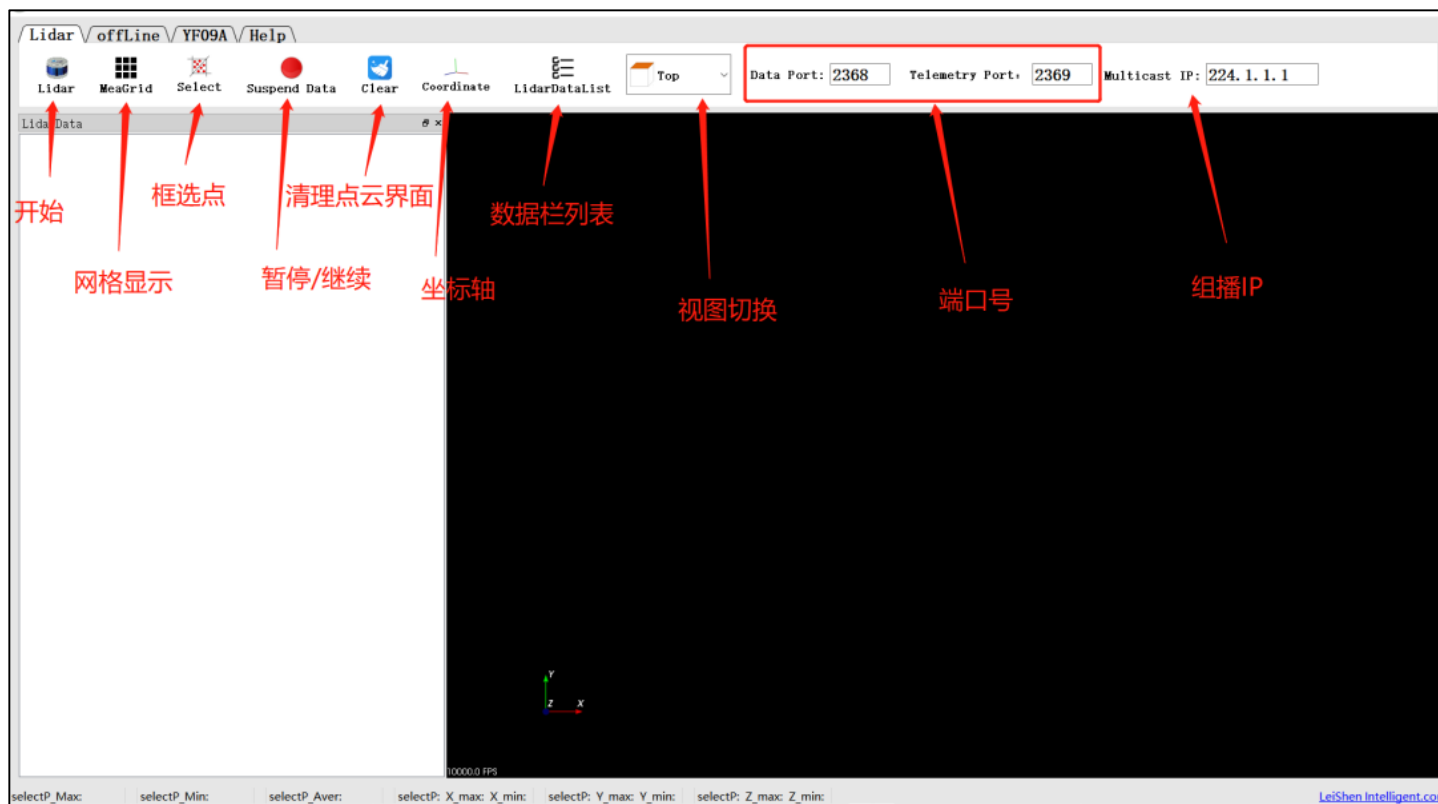 Lidar offLine YF09A Help
Lidar MeaGrid Select Suspend Data Clear Coordinate LidarDataList Top Data Port: 2368 Telemetry Port: 2369 Multicast IP: 224.1.1.1
LidarData
开始
框选点
清理点云界面
数据栏列表
网格显示
暂停/继续
坐标轴
视图切换
端口号
组播IP
Y
Z X
10000.0 FPS
selectP_Max: selectP_Min: selectP_Aver: selectP: X_max: X_min: selectP: Y_max: Y_min: selectP: Z_max: Z_min: LeiShen Intelligent.co